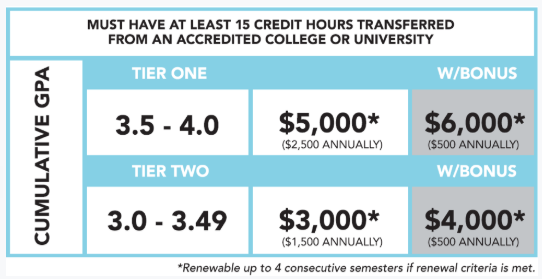 MUST HAVE AT LEAST 15 CREDIT HOURS TRANSFERRED
FROM AN ACCREDITED COLLEGE OR UNIVERSITY
CUMULATIVE GPA
TIER ONE
W/BONUS
3.5 - 4.0
$5,000*
($2,500 ANNUALLY)
$6,000*
($500 ANNUALLY)
TIER TWO
W/BONUS
3.0 - 3.49
$3,000*
($1,500 ANNUALLY)
$4,000*
($500 ANNUALLY)
*Renewable up to 4 consecutive semesters if renewal criteria is met.